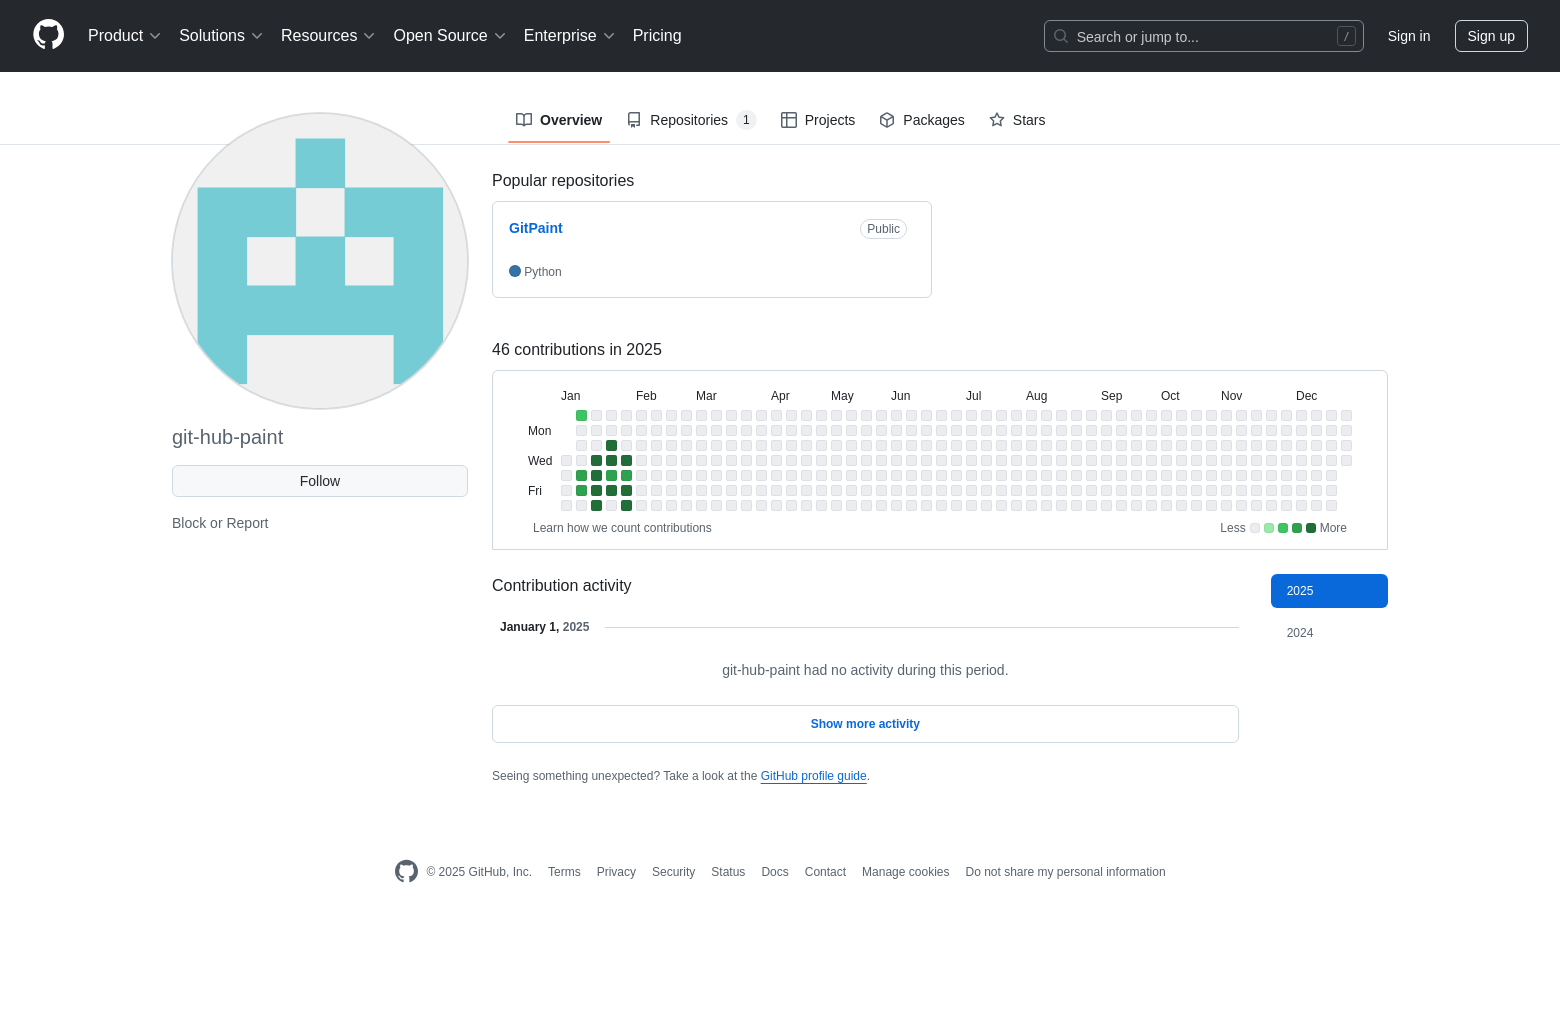 Product Solutions Resources Open Source Enterprise Pricing Search or jump to... / Sign in Sign up
Overview Repositories 1 Projects Packages Stars
Popular repositories
GitPaint Public
Python
46 contributions in 2025
Jan Feb Mar Apr May Jun Jul Aug Sep Oct Nov Dec
Mon
Wed
Fri
Learn how we count contributions Less More
git-hub-paint
Follow
Block or Report
Contribution activity
2025
2024
January 1, 2025
git-hub-paint had no activity during this period.
Show more activity
Seeing something unexpected? Take a look at the GitHub profile guide.
© 2025 GitHub, Inc. Terms Privacy Security Status Docs Contact Manage cookies Do not share my personal information